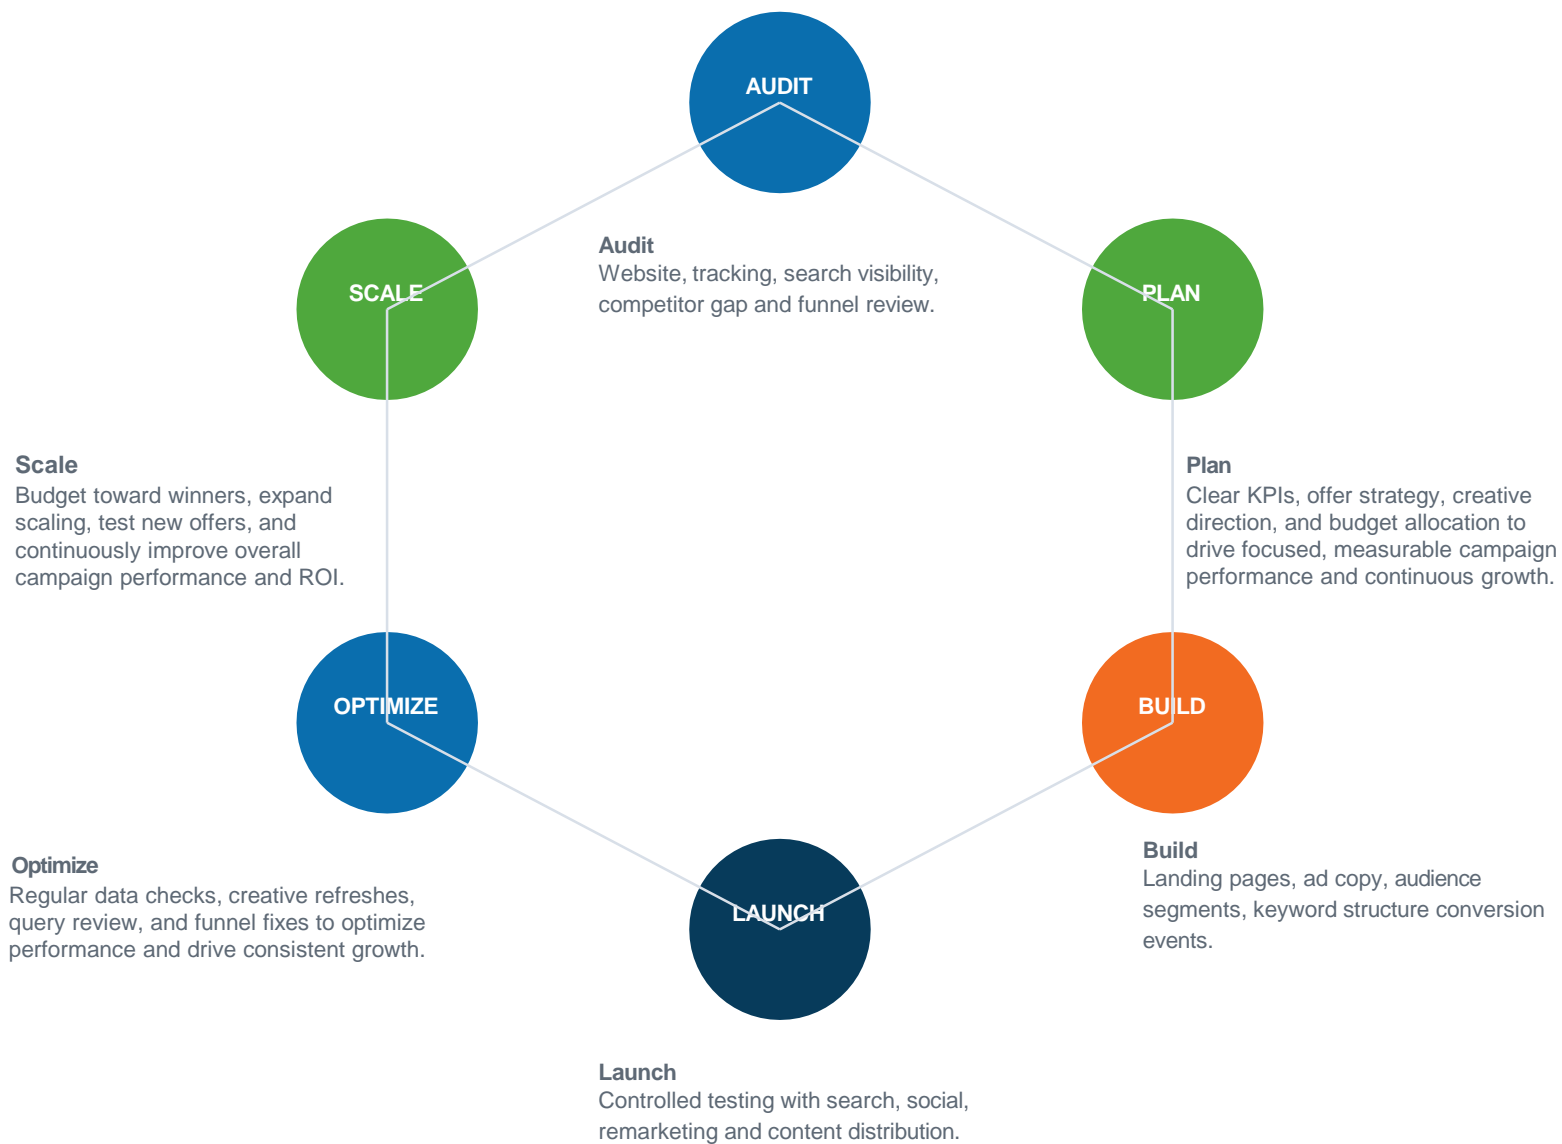 AUDIT
Audit
Website, tracking, search visibility,
competitor gap and funnel review.
SCALE
PLAN
Scale
Budget toward winners, expand
scaling, test new offers, and
continuously improve overall
campaign performance and ROI.
Plan
Clear KPIs, offer strategy, creative
direction, and budget allocation to
drive focused, measurable campaign
performance and continuous growth.
OPTIMIZE
BUILD
Optimize
Regular data checks, creative refreshes,
query review, and funnel fixes to optimize
performance and drive consistent growth.
Build
Landing pages, ad copy, audience
segments, keyword structure conversion
events.
LAUNCH
Launch
Controlled testing with search, social,
remarketing and content distribution.